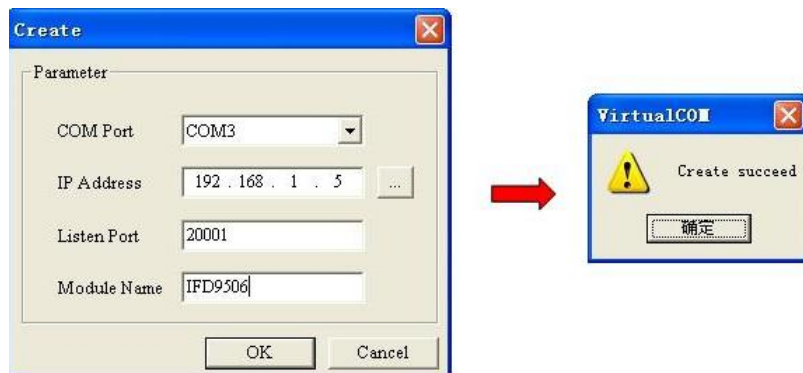 Create
Parameter
COM Port COM3
IP Address 192 . 168 . 1 . 5 ...
Listen Port 20001
Module Name IFD9506
OK Cancel
VirtualCOM
Create succeed
确定